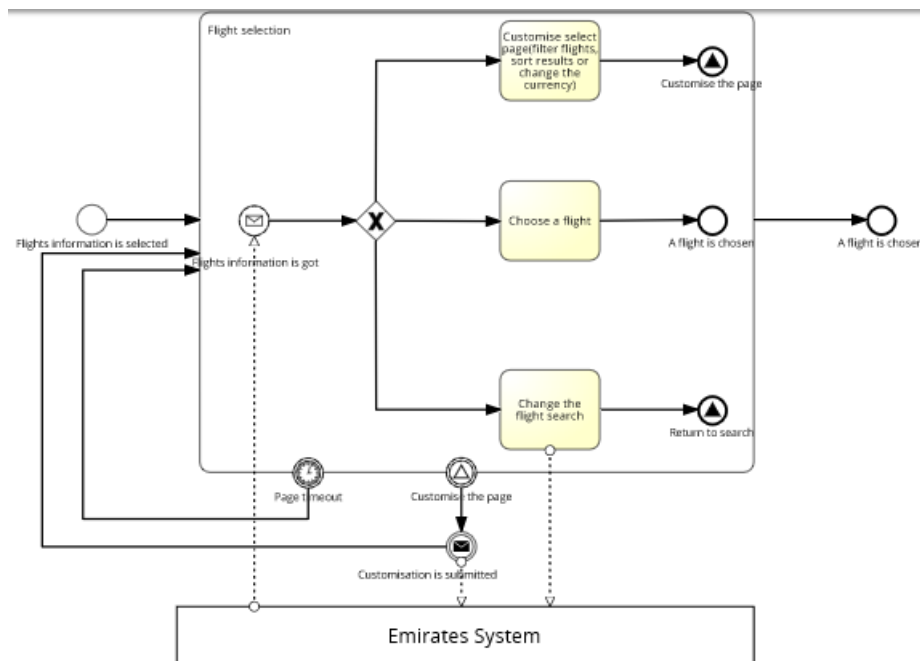 Flight selection
Customise select
page(filter flights,
sort results or
change the
currency)
Customise the page
Flights information is selected
Flights information is got
Choose a flight
A flight is chosen
A flight is chosen
Change the
flight search
Return to search
Page timeout
Customise the page
Customisation is submitted
Emirates System